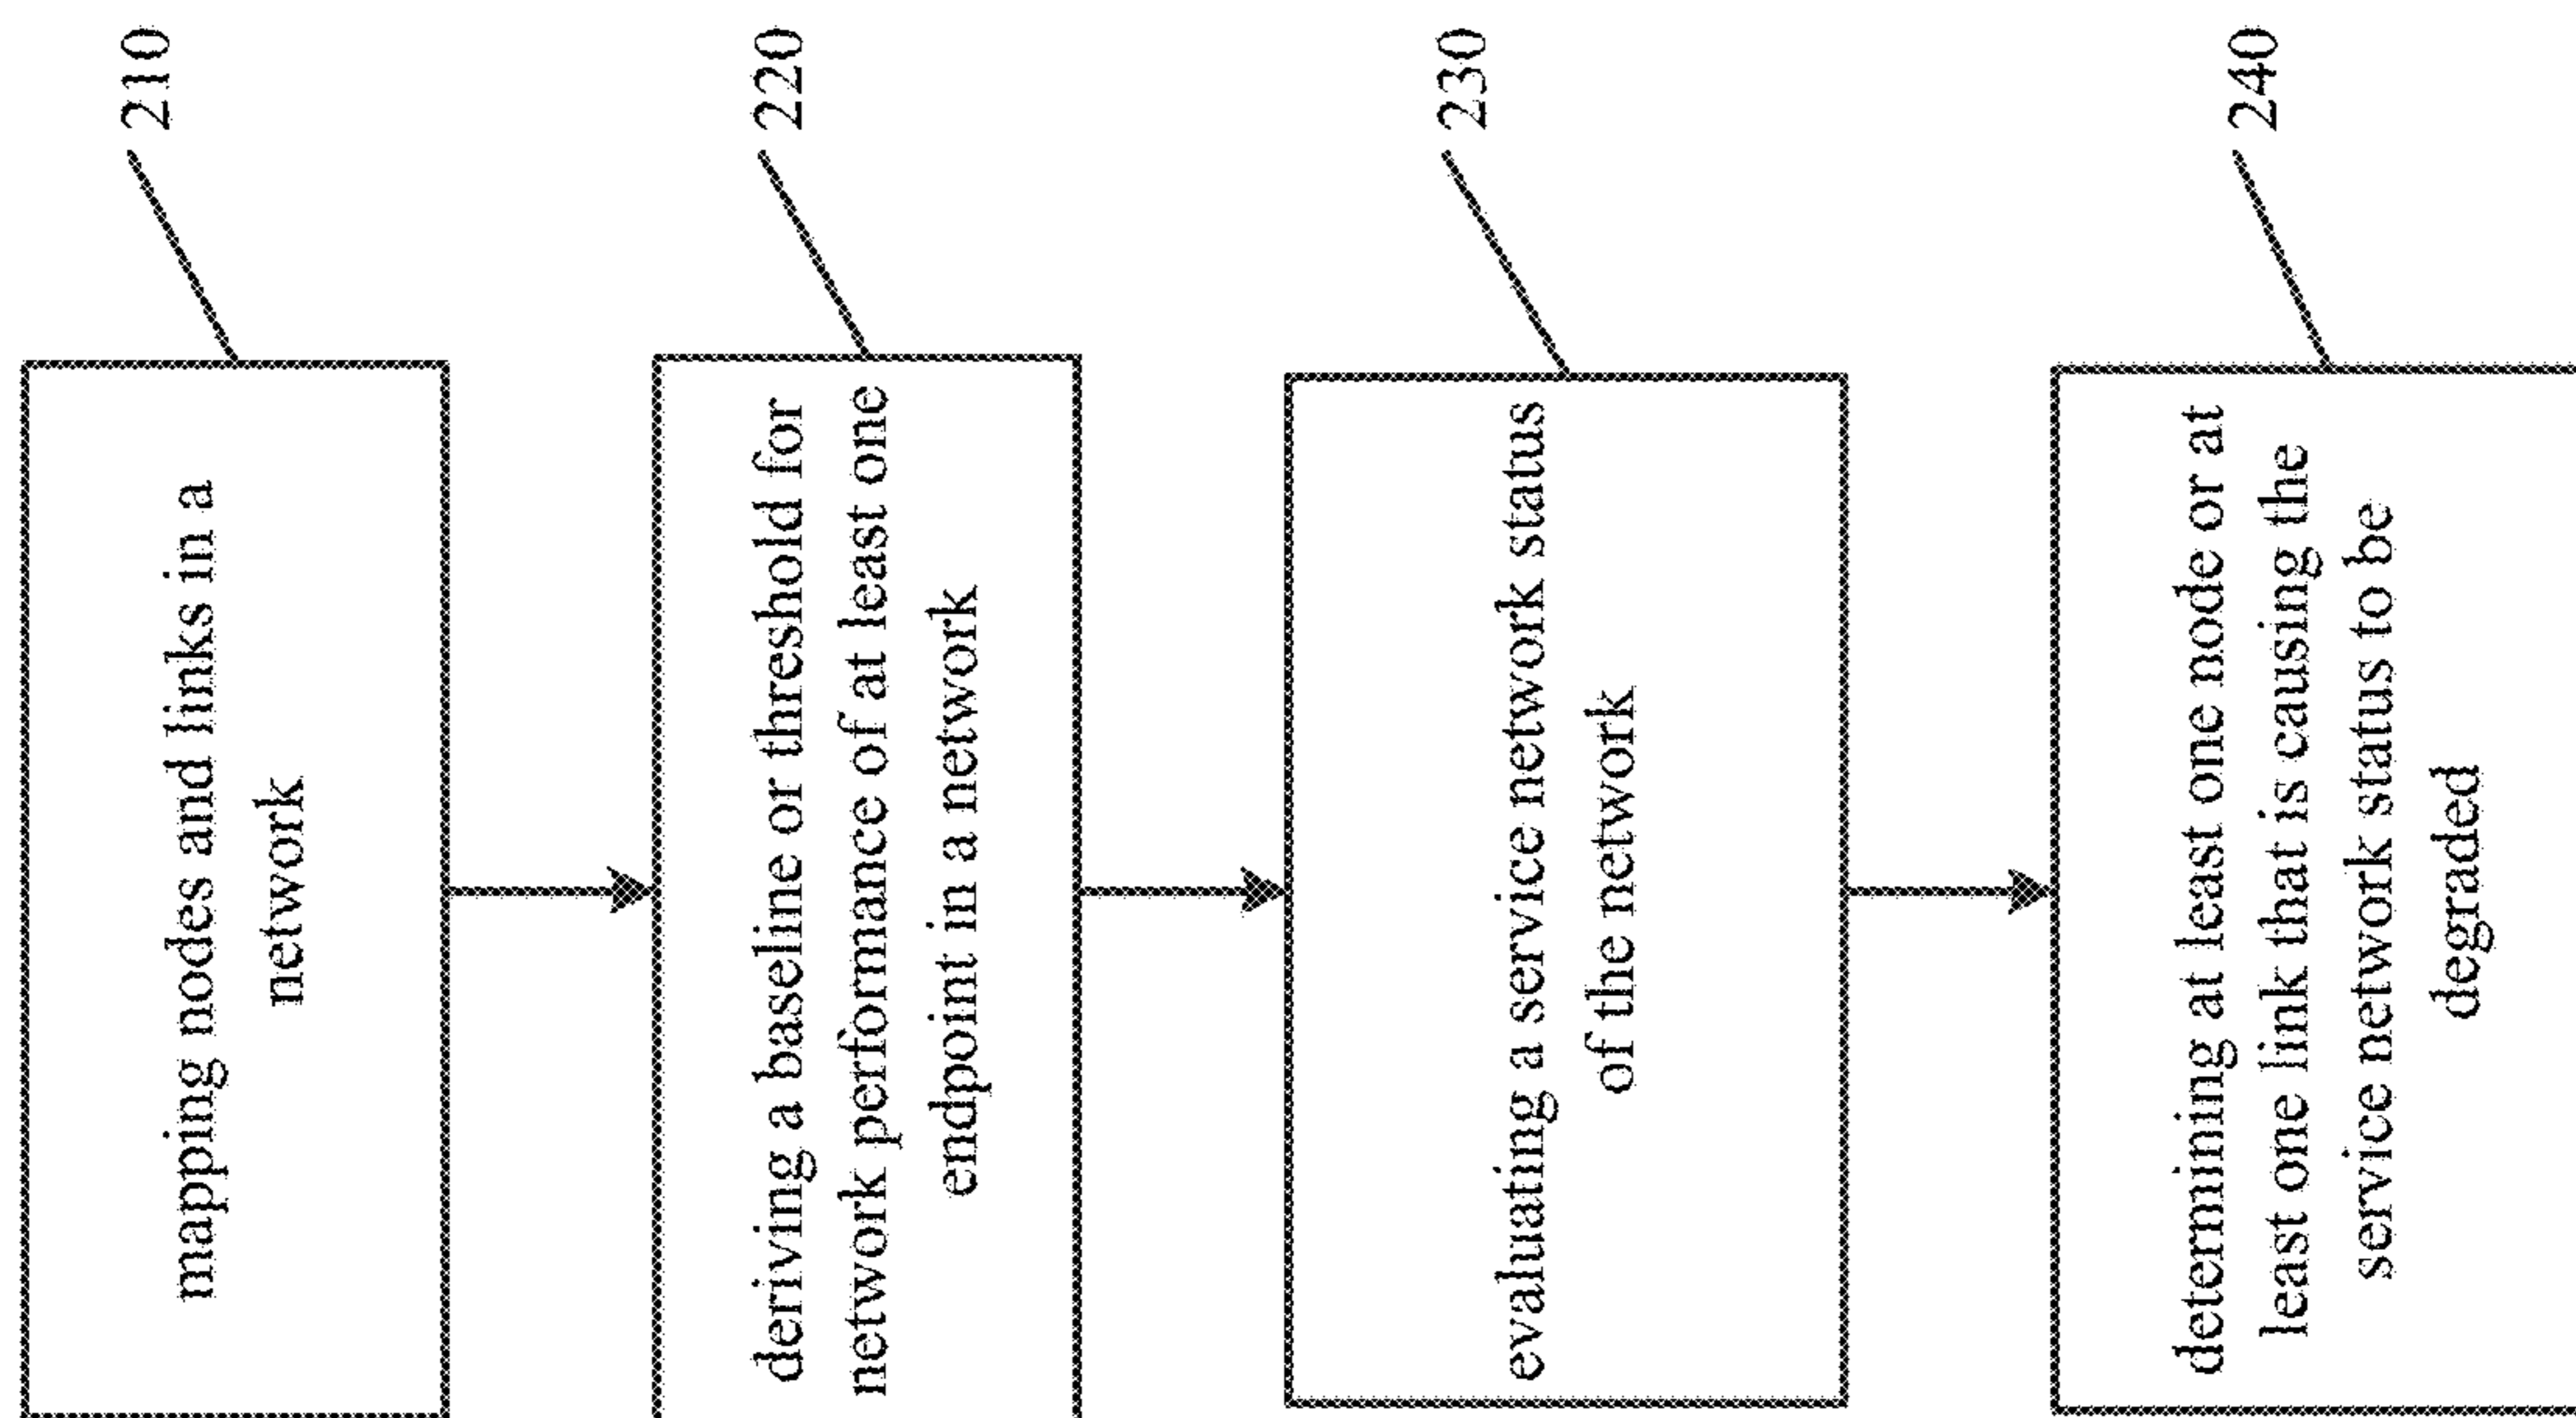 mapping nodes and links in a
network
210
deriving a baseline or threshold for
network performance of at least one
endpoint in a network
220
evaluating a service network status
of the network
230
determining at least one node or at
least one link that is causing the
service network status to be
degraded
240